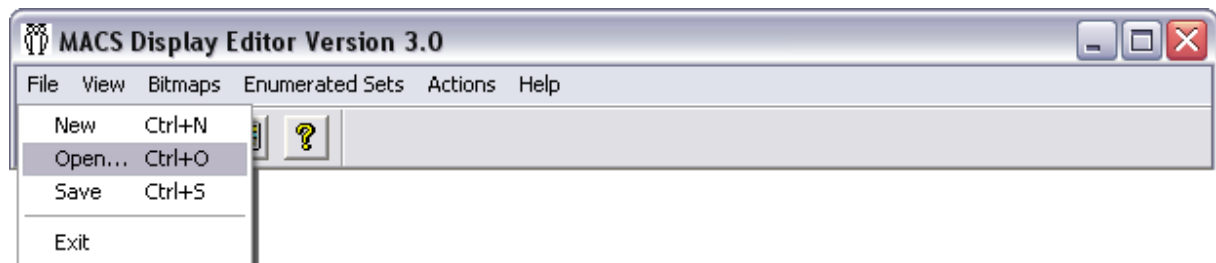 MACS Display Editor Version 3.0
File View Bitmaps Enumerated Sets Actions Help
New Ctrl+N
Open... Ctrl+O
Save Ctrl+S
Exit